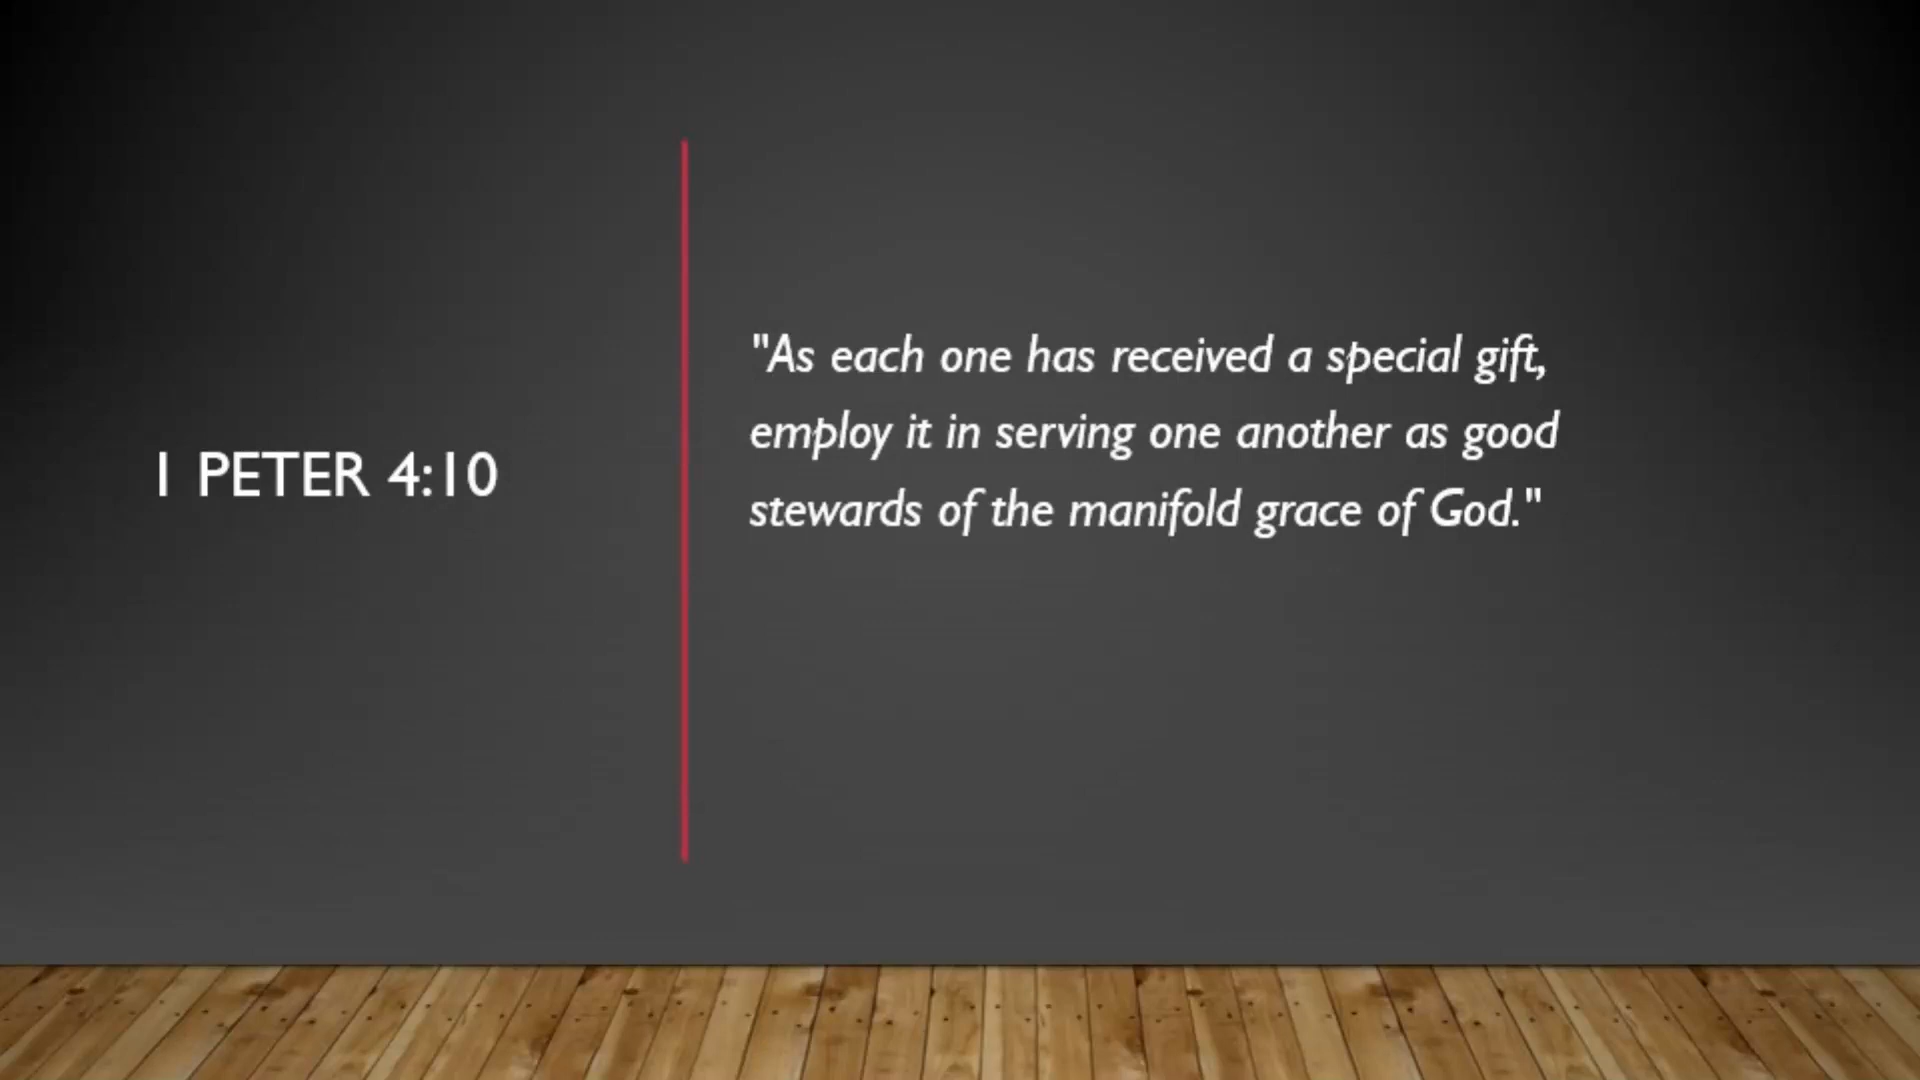 1 PETER 4:10
"As each one has received a special gift,
employ it in serving one another as good
stewards of the manifold grace of God."